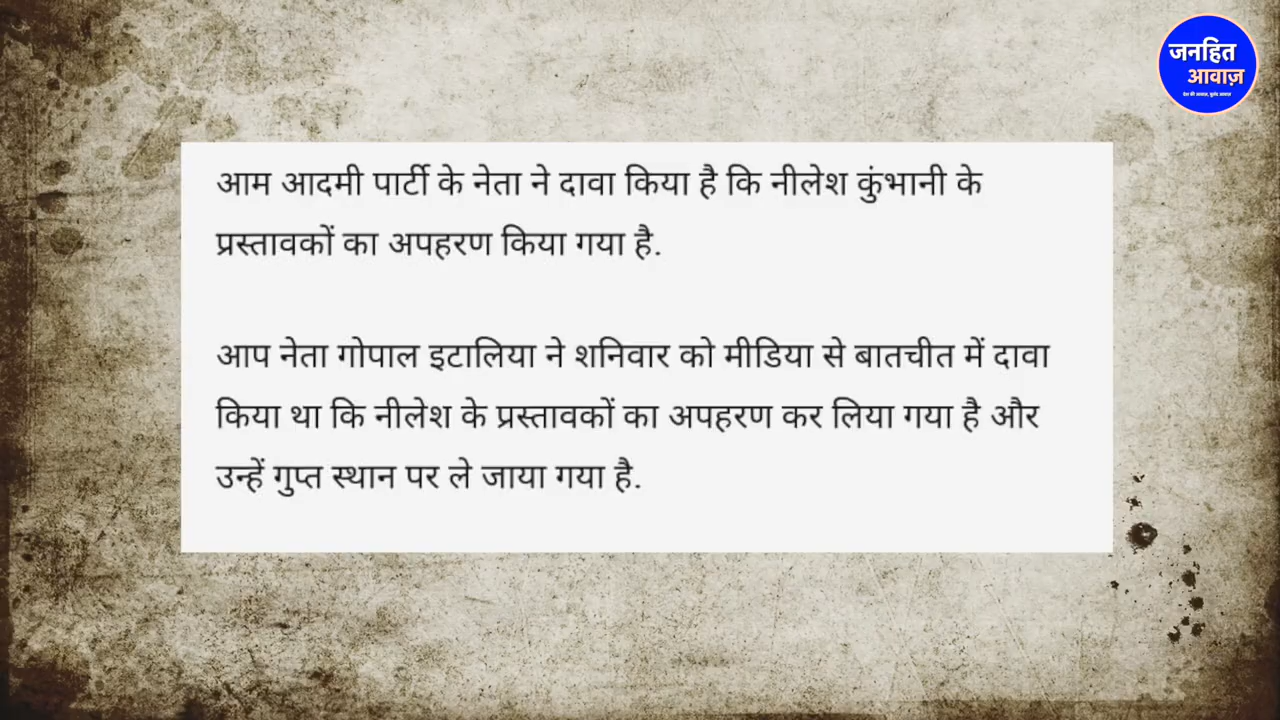 जनहित
आवाज़
आम आदमी पार्टी के नेता ने दावा किया है कि नीलेश कुंभानी के
प्रस्तावकों का अपहरण किया गया है.
आप नेता गोपाल इटालिया ने शनिवार को मीडिया से बातचीत में दावा
किया था कि नीलेश के प्रस्तावकों का अपहरण कर लिया गया है और
उन्हें गुप्त स्थान पर ले जाया गया है.